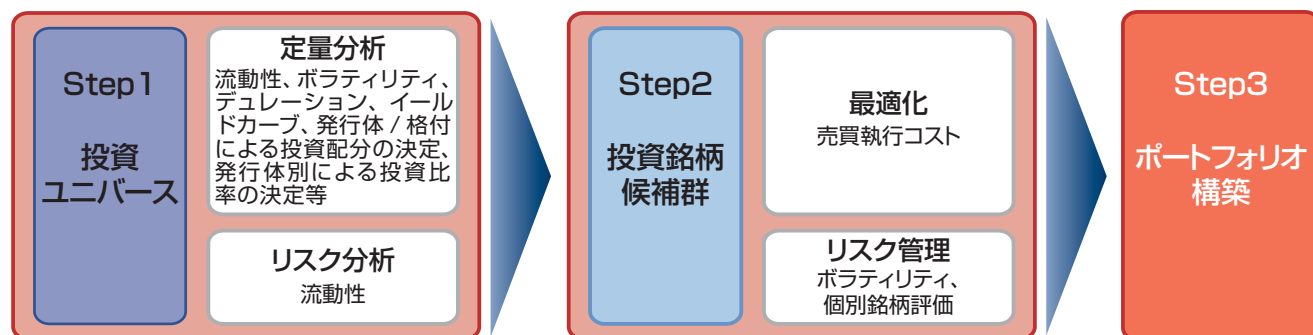 Step1
投資
ユニバース
定量分析
流動性、ボラティリティ、
デュレーション、イール
ドカーブ、発行体 / 格付
による投資配分の決定、
発行体別による投資比
率の決定等
リスク分析
流動性
Step2
投資銘柄
候補群
最適化
売買執行コスト
リスク管理
ボラティリティ、
個別銘柄評価
Step3
ポートフォリオ
構築